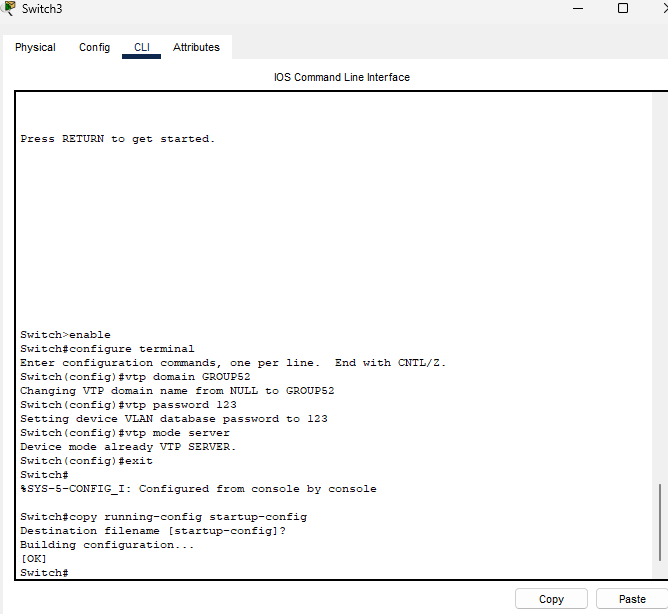 Switch3
Physical Config CLI Attributes
IOS Command Line Interface
Press RETURN to get started.
Switch>enable
Switch#configure terminal
Enter configuration commands, one per line.  End with CNTL/Z.
Switch(config)#vtp domain GROUP52
Changing VTP domain name from NULL to GROUP52
Switch(config)#vtp password 123
Setting device VLAN database password to 123
Switch(config)#vtp mode server
Device mode already VTP SERVER.
Switch(config)#exit
Switch#
%SYS-5-CONFIG_I: Configured from console by console
Switch#copy running-config startup-config
Destination filename [startup-config]?
Building configuration...
[OK]
Switch#
Copy Paste